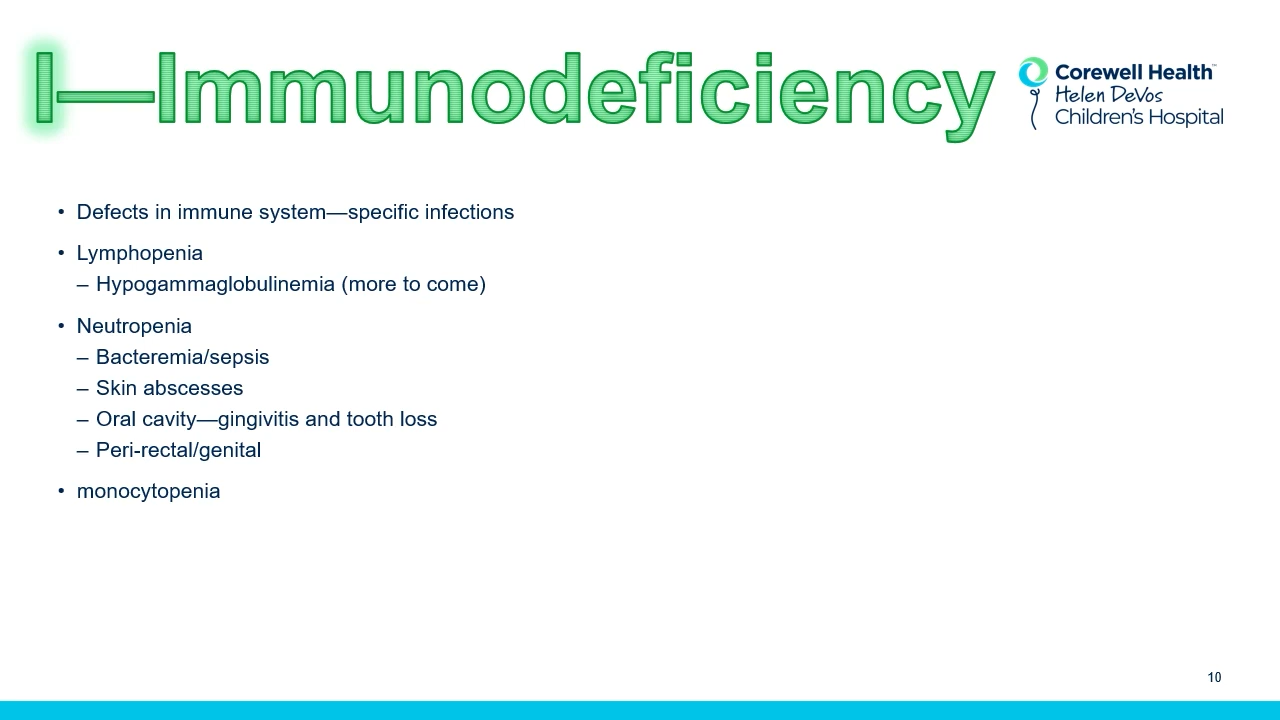 I—Immunodeficiency
Corewell Health™
Helen DeVos
Children's Hospital
• Defects in immune system—specific infections
• Lymphopenia
– Hypogammaglobulinemia (more to come)
• Neutropenia
– Bacteremia/sepsis
– Skin abscesses
– Oral cavity—gingivitis and tooth loss
– Peri-rectal/genital
• monocytopenia
10